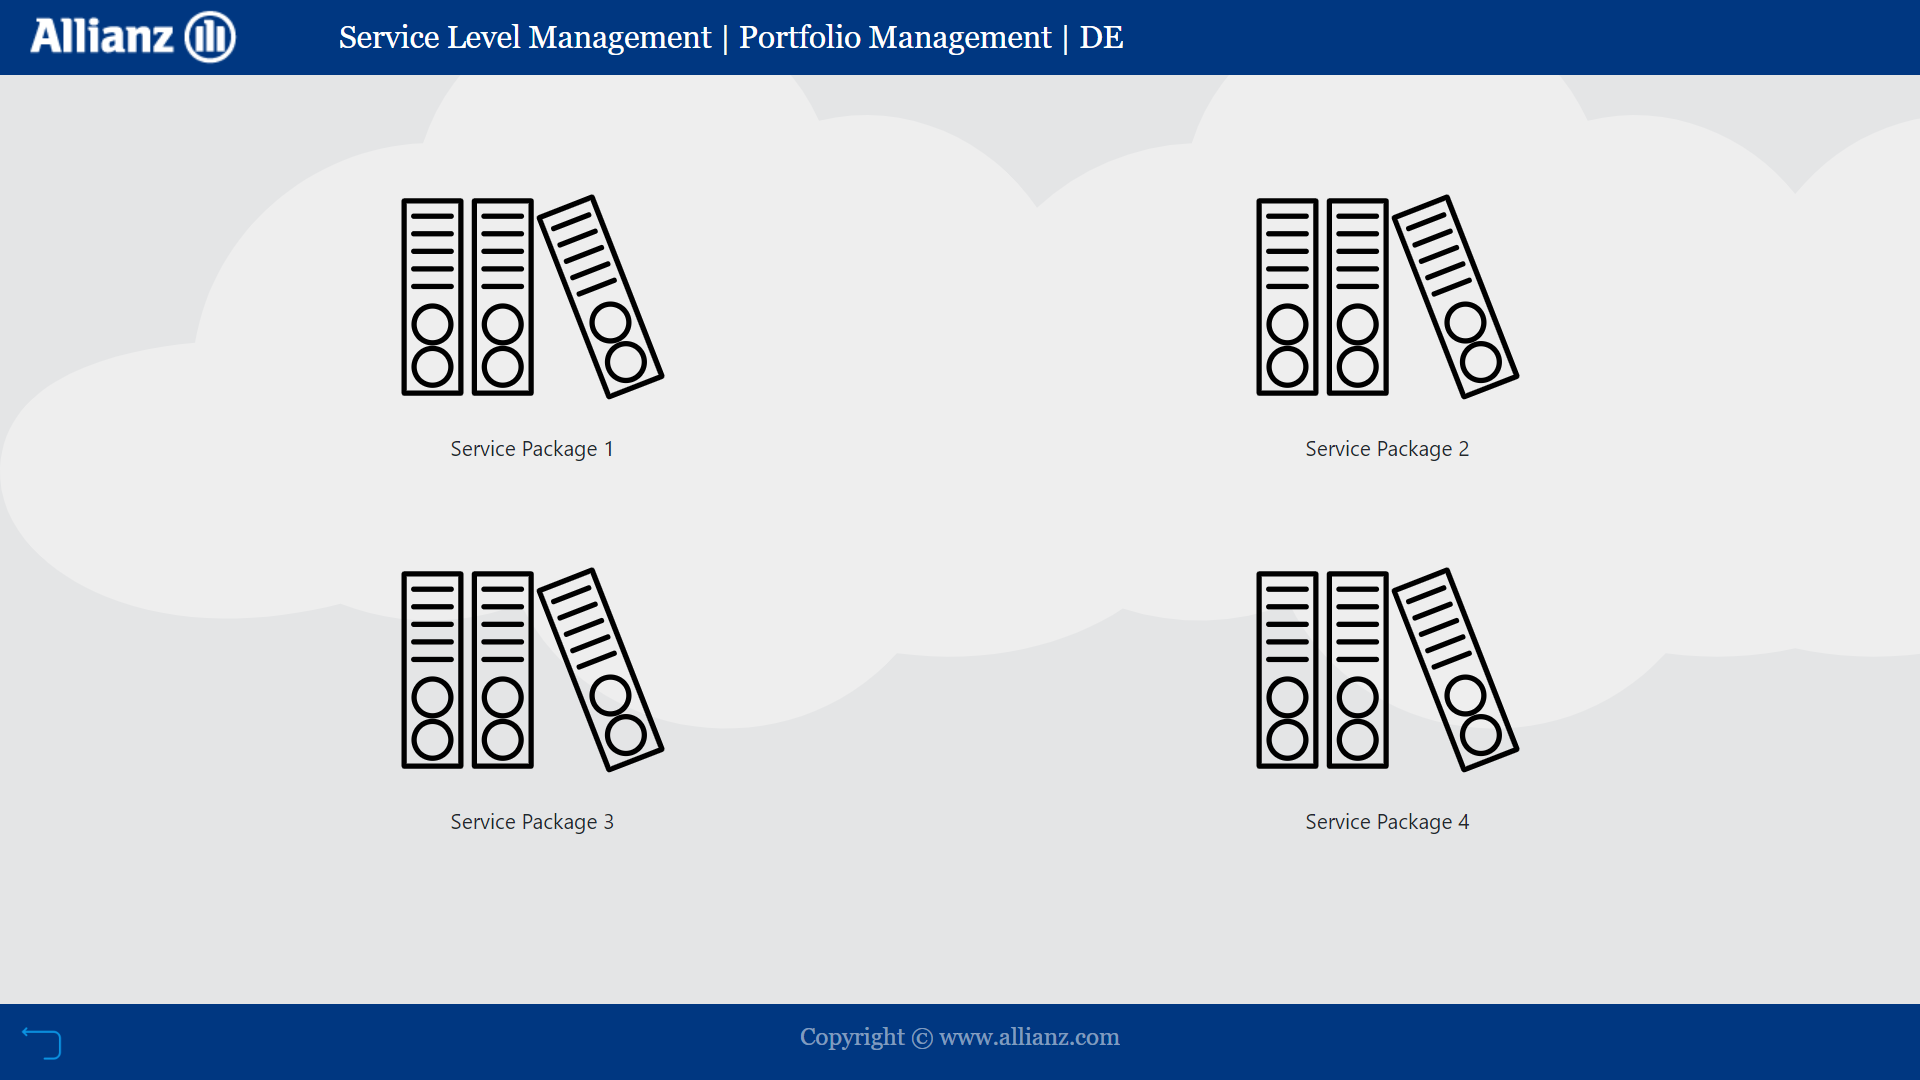 Allianz
Service Level Management | Portfolio Management | DE
Service Package 1
Service Package 2
Service Package 3
Service Package 4
Copyright © www.allianz.com